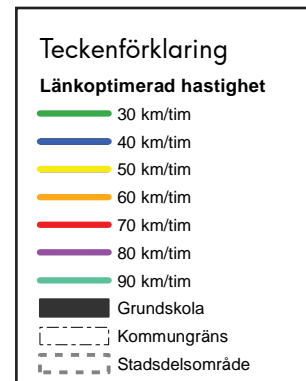 Teckenförklaring
Länkoptimerad hastighet
30 km/tim
40 km/tim
50 km/tim
60 km/tim
70 km/tim
80 km/tim
90 km/tim
Grundskola
Kommungräns
Stadsdelsområde